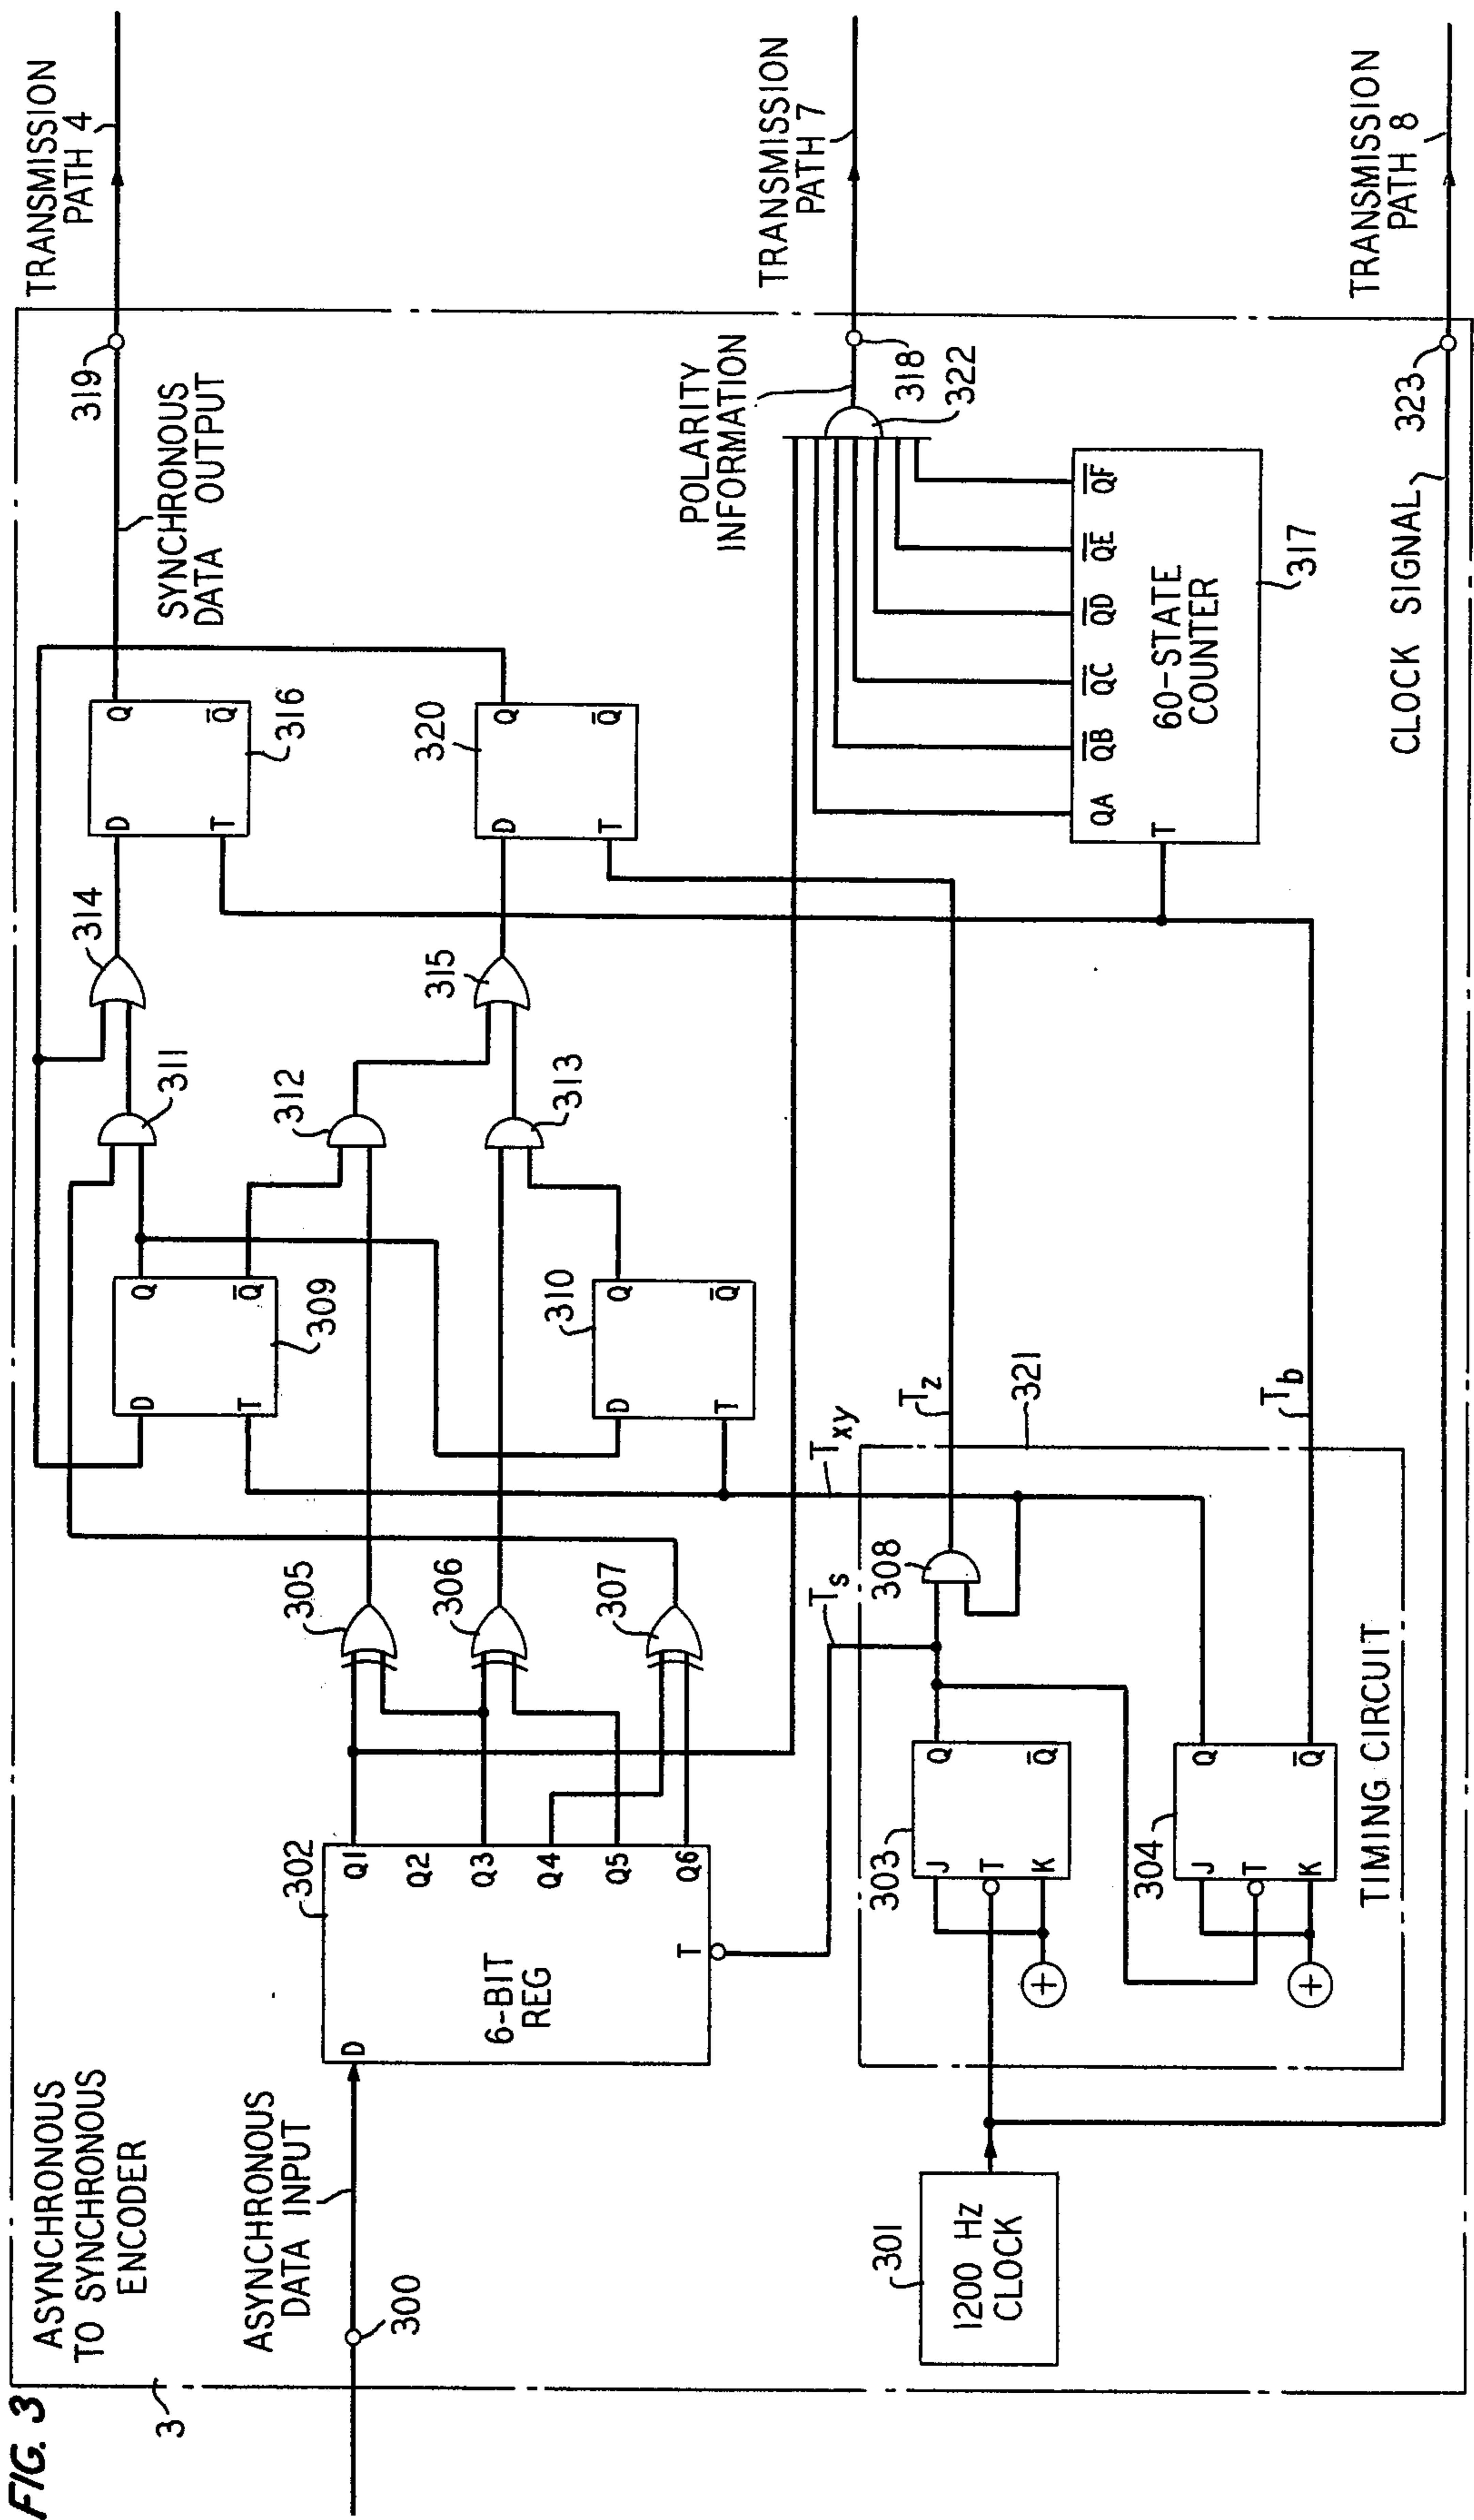 FIG. 3
3
ASYNCHRONOUS
TO SYNCHRONOUS
ENCODER
ASYNCHRONOUS
DATA INPUT
300
302
D
6-BIT
REG
T
Q1
Q2
Q3
Q4
Q5
Q6
305
306
307
D
T
Q
Q̅
309
D
T
Q
Q̅
310
311
312
313
314
315
D
T
Q
Q̅
316
D
T
Q
Q̅
320
SYNCHRONOUS
DATA OUTPUT
319
TRANSMISSION
PATH 4
POLARITY
INFORMATION
318
322
TRANSMISSION
PATH 7
T
QA
Q̅B̅
Q̅C̅
Q̅D̅
Q̅E̅
Q̅F̅
60-STATE
COUNTER
317
301
1200 Hz
CLOCK
303
J
T
K
Q
Q̅
304
J
T
K
Q
Q̅
+
+
308
Ts
Txy
Tz
Tb
321
TIMING CIRCUIT
CLOCK SIGNAL
323
TRANSMISSION
PATH 8